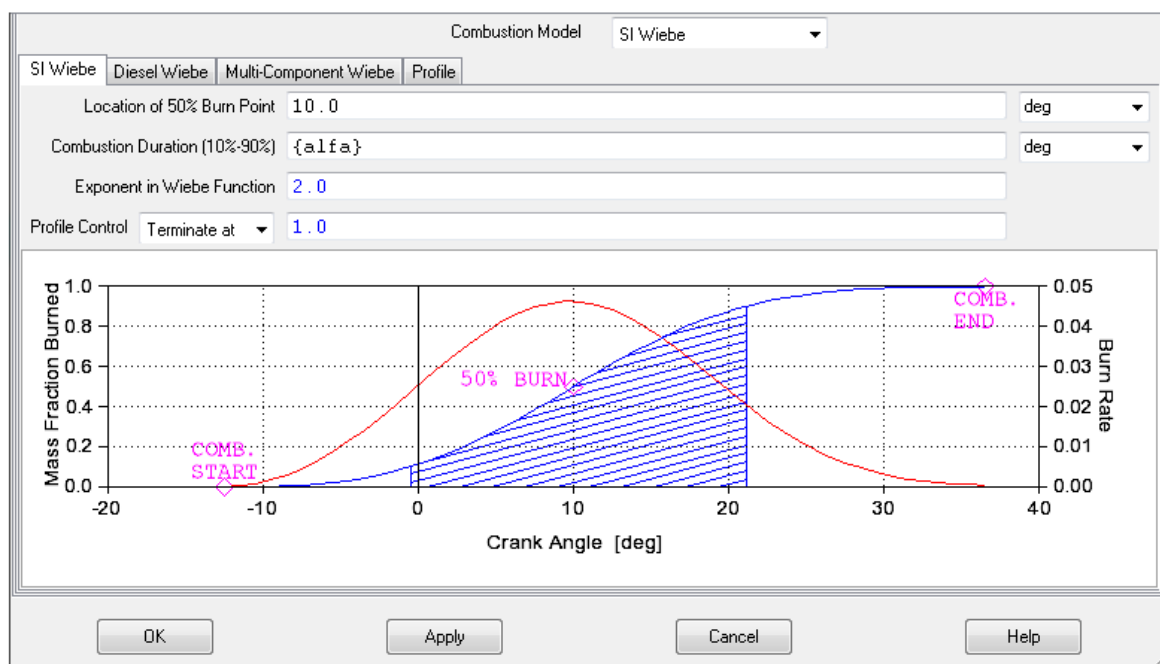 Combustion Model SI Wiebe
SI Wiebe Diesel Wiebe Multi-Component Wiebe Profile
Location of 50% Burn Point 10.0 deg
Combustion Duration (10%-90%) {alfa} deg
Exponent in Wiebe Function 2.0
Profile Control Terminate at 1.0
Mass Fraction Burned
1.0
0.8
0.6
0.4
0.2
0.0
COMB.
START
50% BURN
COMB.
END
0.05
0.04
0.03
0.02
0.01
0.00
Burn Rate
-20 -10 0 10 20 30 40
Crank Angle [deg]
OK Apply Cancel Help